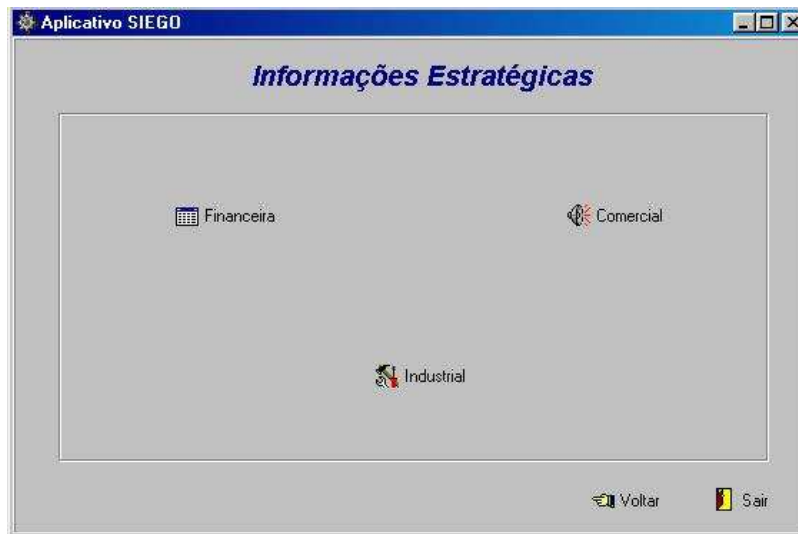 Aplicativo SIEGO
Informações Estratégicas
Financeira
Comercial
Industrial
Voltar
Sair